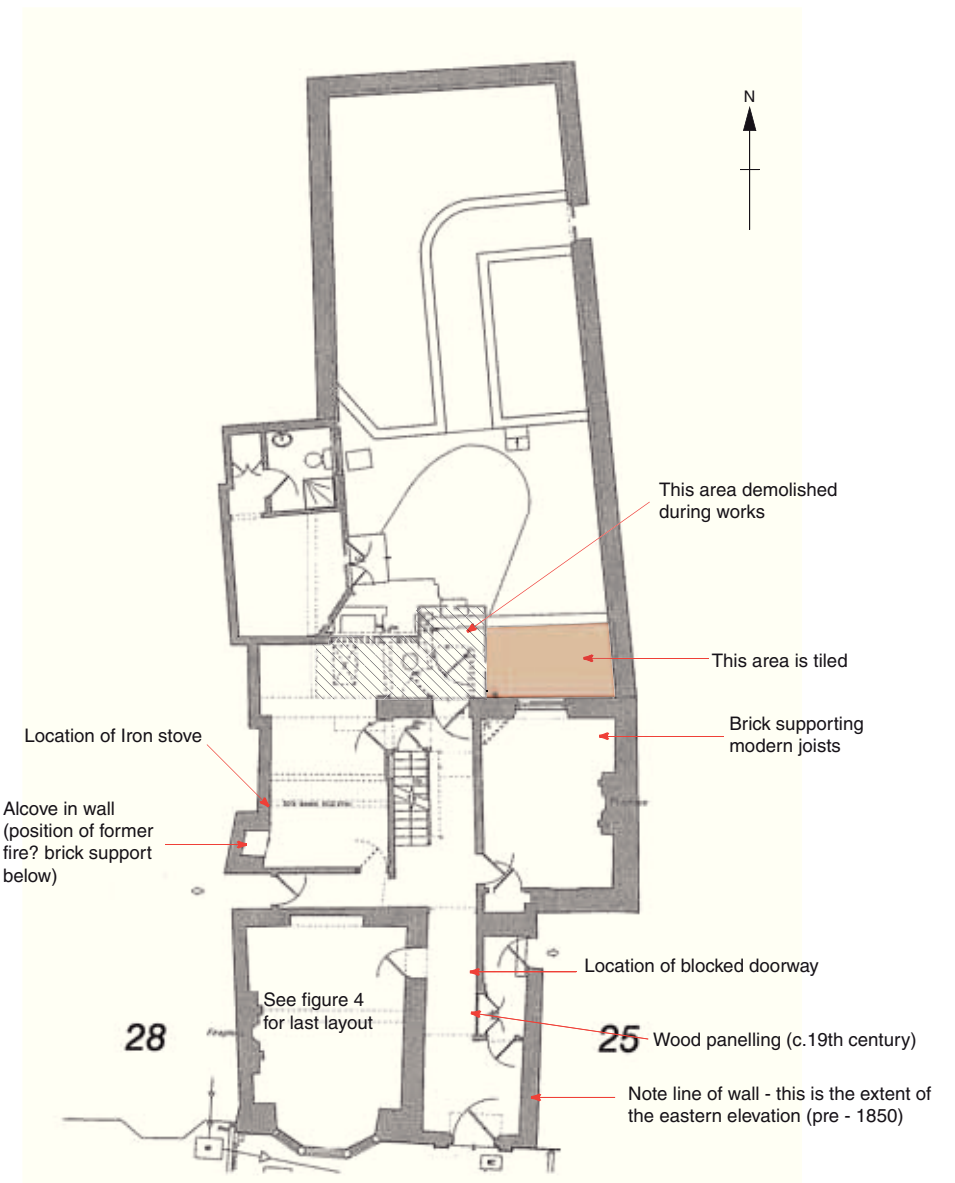 N
This area demolished
during works
This area is tiled
Brick supporting
modern joists
Location of Iron stove
Alcove in wall
(position of former
fire? brick support
below)
Location of blocked doorway
See figure 4
for last layout
28
25
Wood panelling (c.19th century)
Note line of wall - this is the extent of
the eastern elevation (pre - 1850)